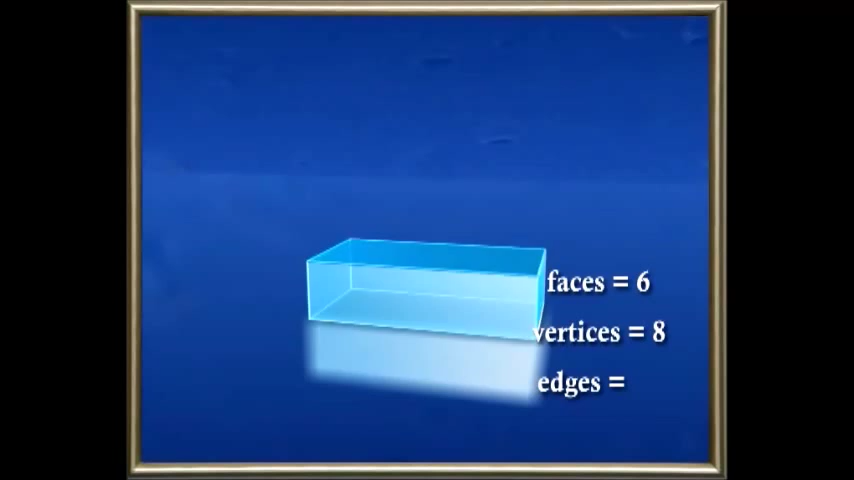 faces = 6
vertices = 8
edges =